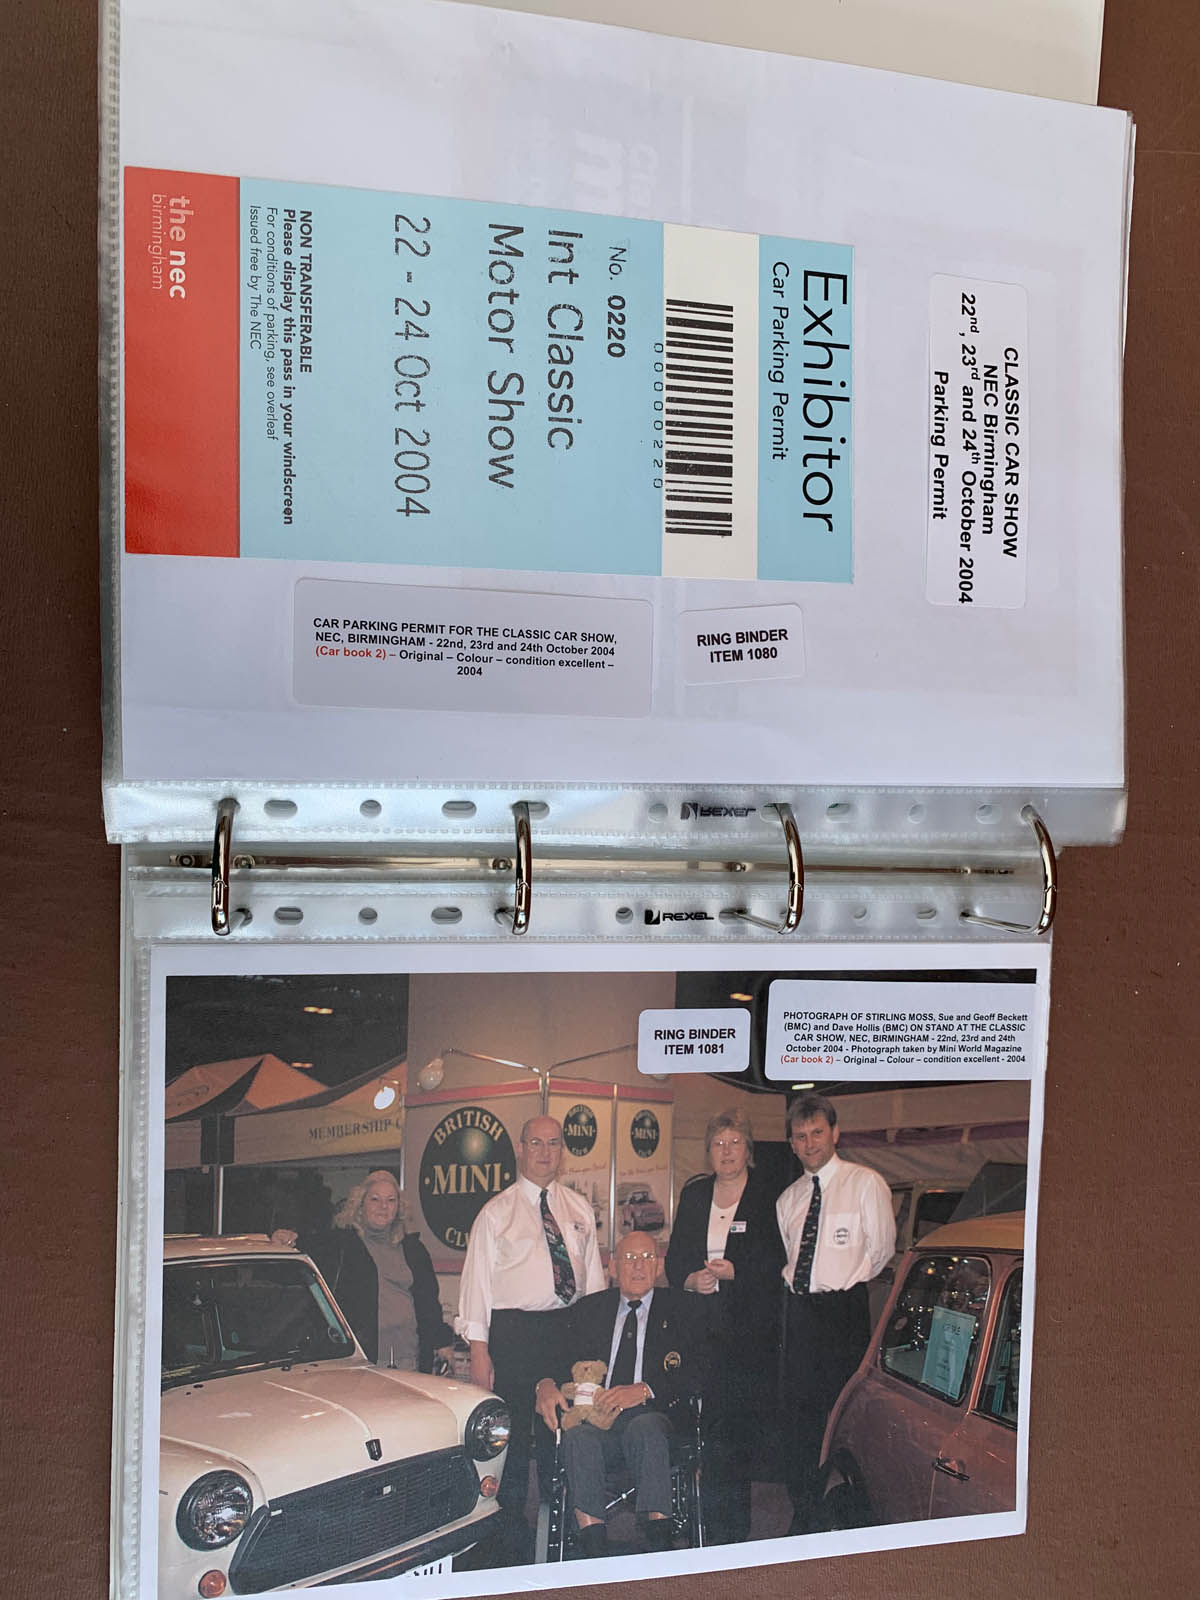 CLASSIC CAR SHOW
NEC Birmingham
22nd, 23rd and 24th October 2004
Parking Permit
Exhibitor
Car Parking Permit
00000220
No. 0220
Int Classic
Motor Show
22 - 24 Oct 2004
NON TRANSFERABLE
Please display this pass in your windscreen
For conditions of parking, see overleaf
Issued free by The NEC
the nec
birmingham
RING BINDER
ITEM 1080
CAR PARKING PERMIT FOR THE CLASSIC CAR SHOW,
NEC, BIRMINGHAM - 22nd, 23rd and 24th October 2004
(Car book 2) – Original – Colour – condition excellent –
2004
REXEL
REXEL
RING BINDER
ITEM 1081
PHOTOGRAPH OF STIRLING MOSS, Sue and Geoff Beckett
(BMC) and Dave Hollis (BMC) ON STAND AT THE CLASSIC
CAR SHOW, NEC, BIRMINGHAM - 22nd, 23rd and 24th
October 2004 - Photograph taken by Mini World Magazine
(Car book 2) – Original – Colour – condition excellent - 2004
MEMBERSHIP
BRITISH
MINI
MINI
MINI